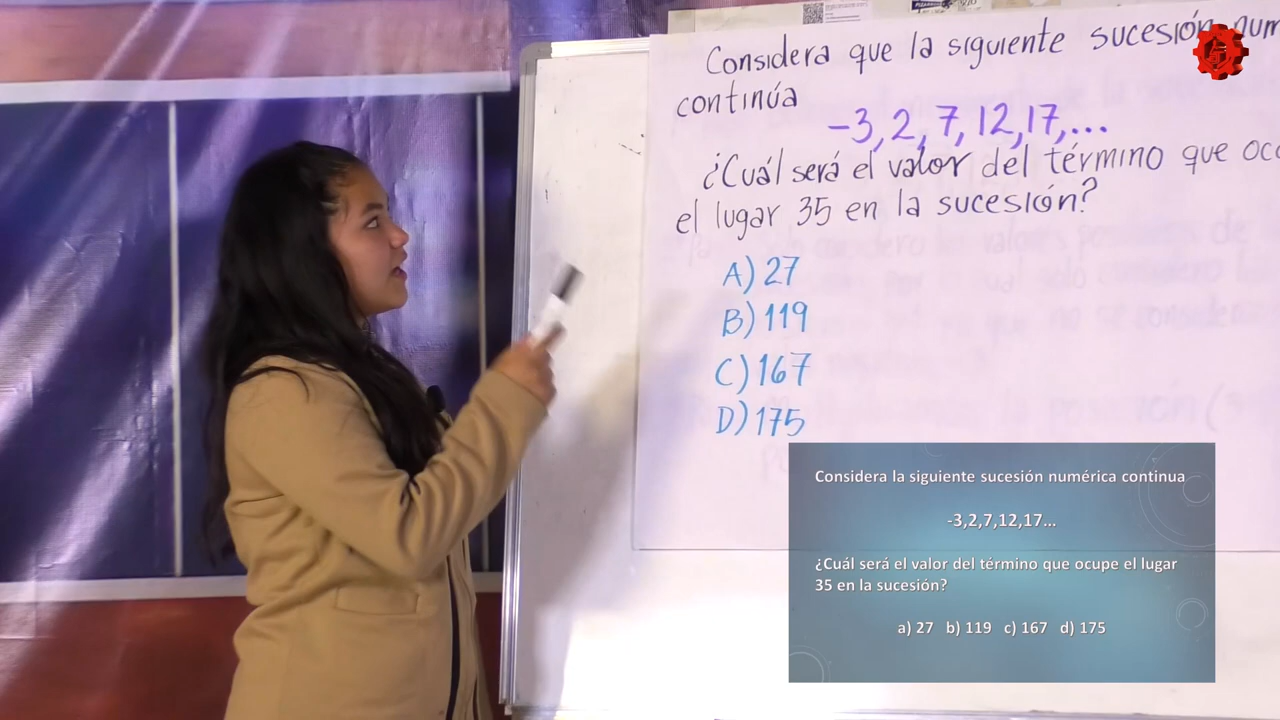 Considera que la siguiente sucesión
continúa
-3, 2, 7, 12, 17,...
¿Cuál será el valor del término que
el lugar 35 en la sucesión?
A) 27
B) 119
C) 167
D) 175
Considera la siguiente sucesión numérica continua
-3,2,7,12,17...
¿Cuál será el valor del término que ocupe el lugar
35 en la sucesión?
a) 27 b) 119 c) 167 d) 175